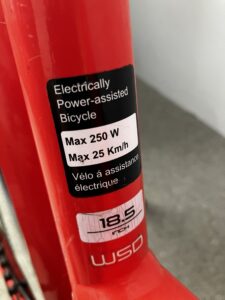 Electrically
Power-assisted
Bicycle
Max 250 W
Max 25 Km/h
Vélo á assistance
électrique
18.5
INCH
WSD